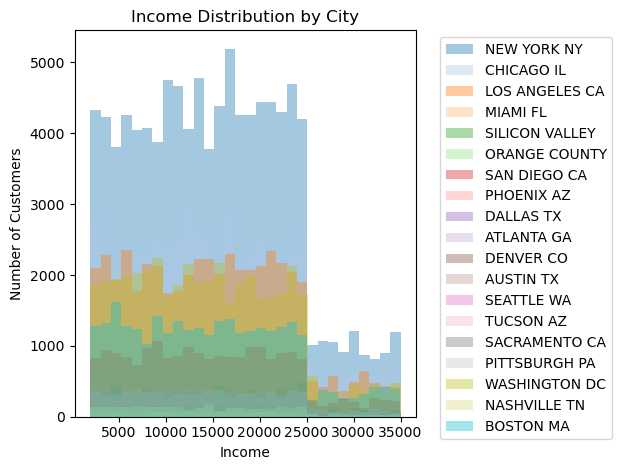 Income Distribution by City
Number of Customers
5000
4000
3000
2000
1000
0
5000 10000 15000 20000 25000 30000 35000
Income
NEW YORK NY
CHICAGO IL
LOS ANGELES CA
MIAMI FL
SILICON VALLEY
ORANGE COUNTY
SAN DIEGO CA
PHOENIX AZ
DALLAS TX
ATLANTA GA
DENVER CO
AUSTIN TX
SEATTLE WA
TUCSON AZ
SACRAMENTO CA
PITTSBURGH PA
WASHINGTON DC
NASHVILLE TN
BOSTON MA